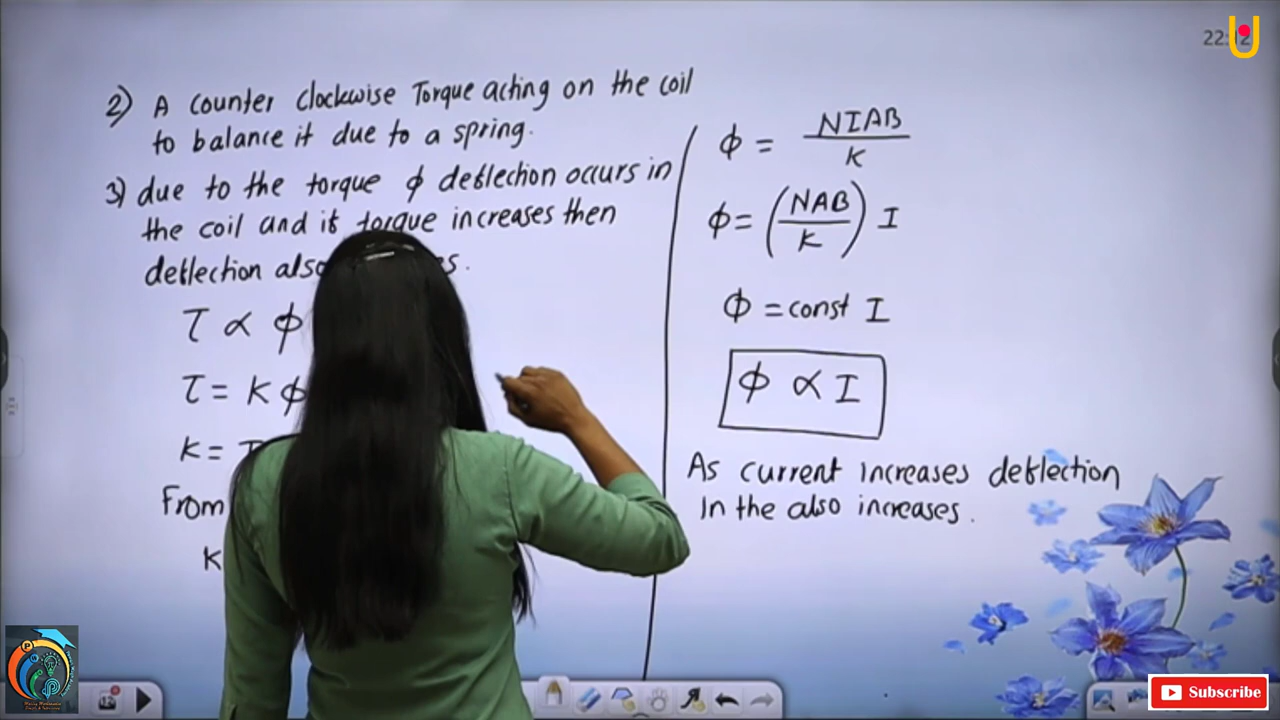 2) A counter clockwise Torque acting on the coil
to balance it due to a spring.
3) due to the torque ϕ deflection occurs in
the coil and if torque increases then
deflection also
τ ∝ ϕ
τ = K ϕ
K =
From
K
ϕ = NIAB / K
ϕ = (NAB / K) I
ϕ = const I
ϕ ∝ I
As current increases deflection
In the also increases.
Subscribe